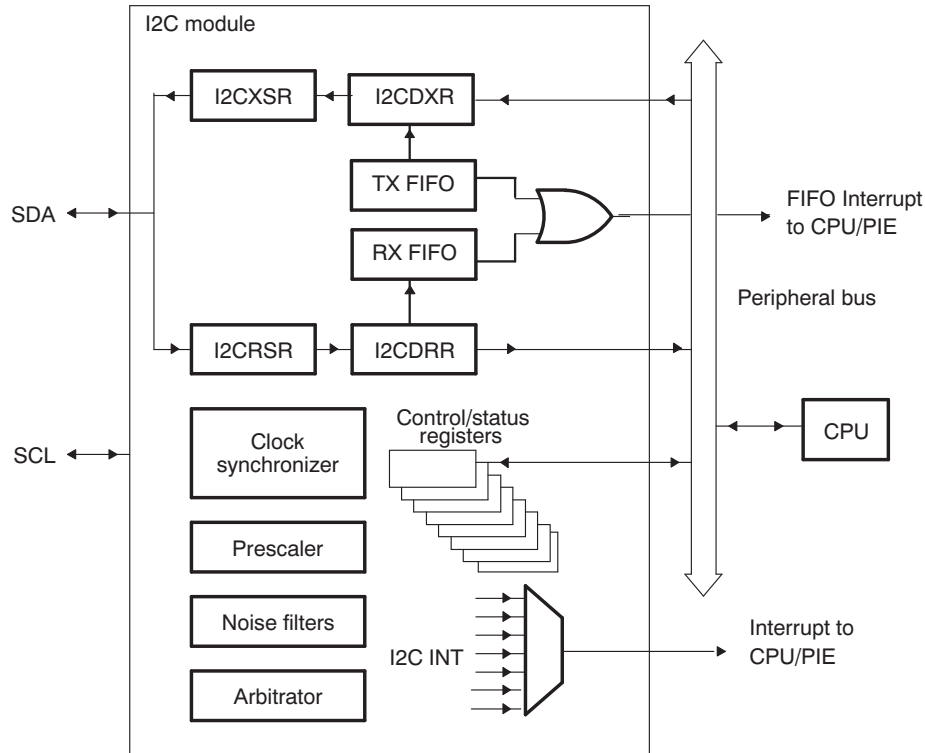 I2C module
I2CXSR
I2CDXR
TX FIFO
SDA
FIFO Interrupt
to CPU/PIE
RX FIFO
Peripheral bus
I2CRSR
I2CDRR
Control/status
registers
CPU
SCL
Clock
synchronizer
Prescaler
Noise filters
I2C INT
Interrupt to
CPU/PIE
Arbitrator